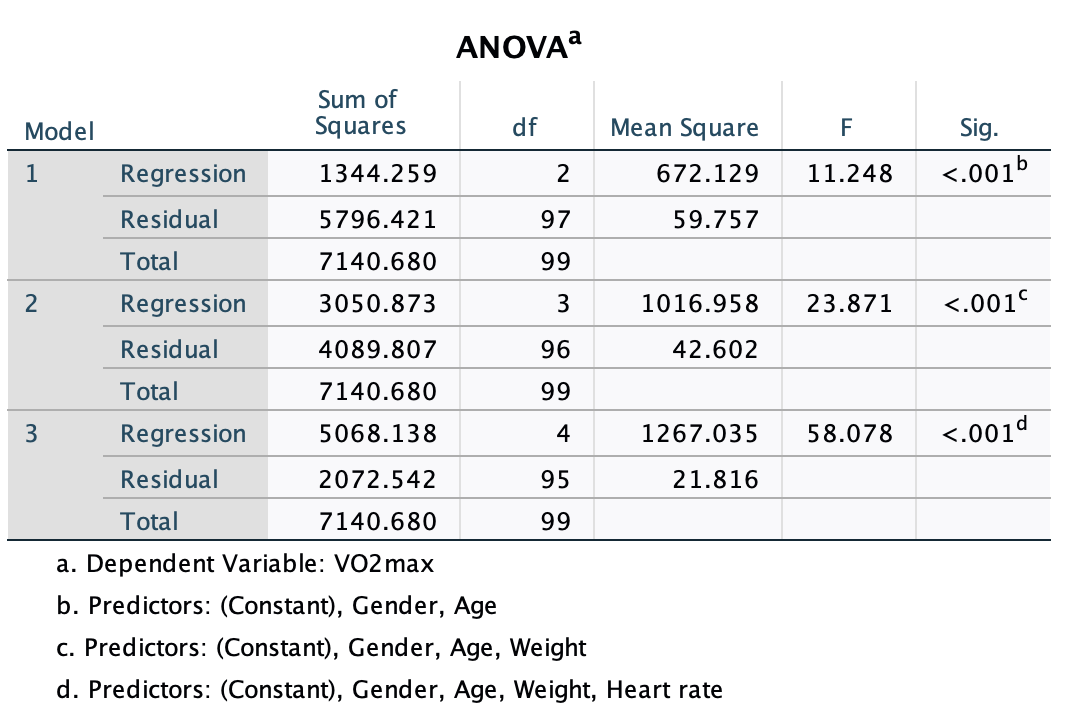 ANOVAa
Model Sum of Squares df Mean Square F Sig.
1 Regression 1344.259 2 672.129 11.248 <.001b
Residual 5796.421 97 59.757
Total 7140.680 99
2 Regression 3050.873 3 1016.958 23.871 <.001c
Residual 4089.807 96 42.602
Total 7140.680 99
3 Regression 5068.138 4 1267.035 58.078 <.001d
Residual 2072.542 95 21.816
Total 7140.680 99
a. Dependent Variable: VO2max
b. Predictors: (Constant), Gender, Age
c. Predictors: (Constant), Gender, Age, Weight
d. Predictors: (Constant), Gender, Age, Weight, Heart rate